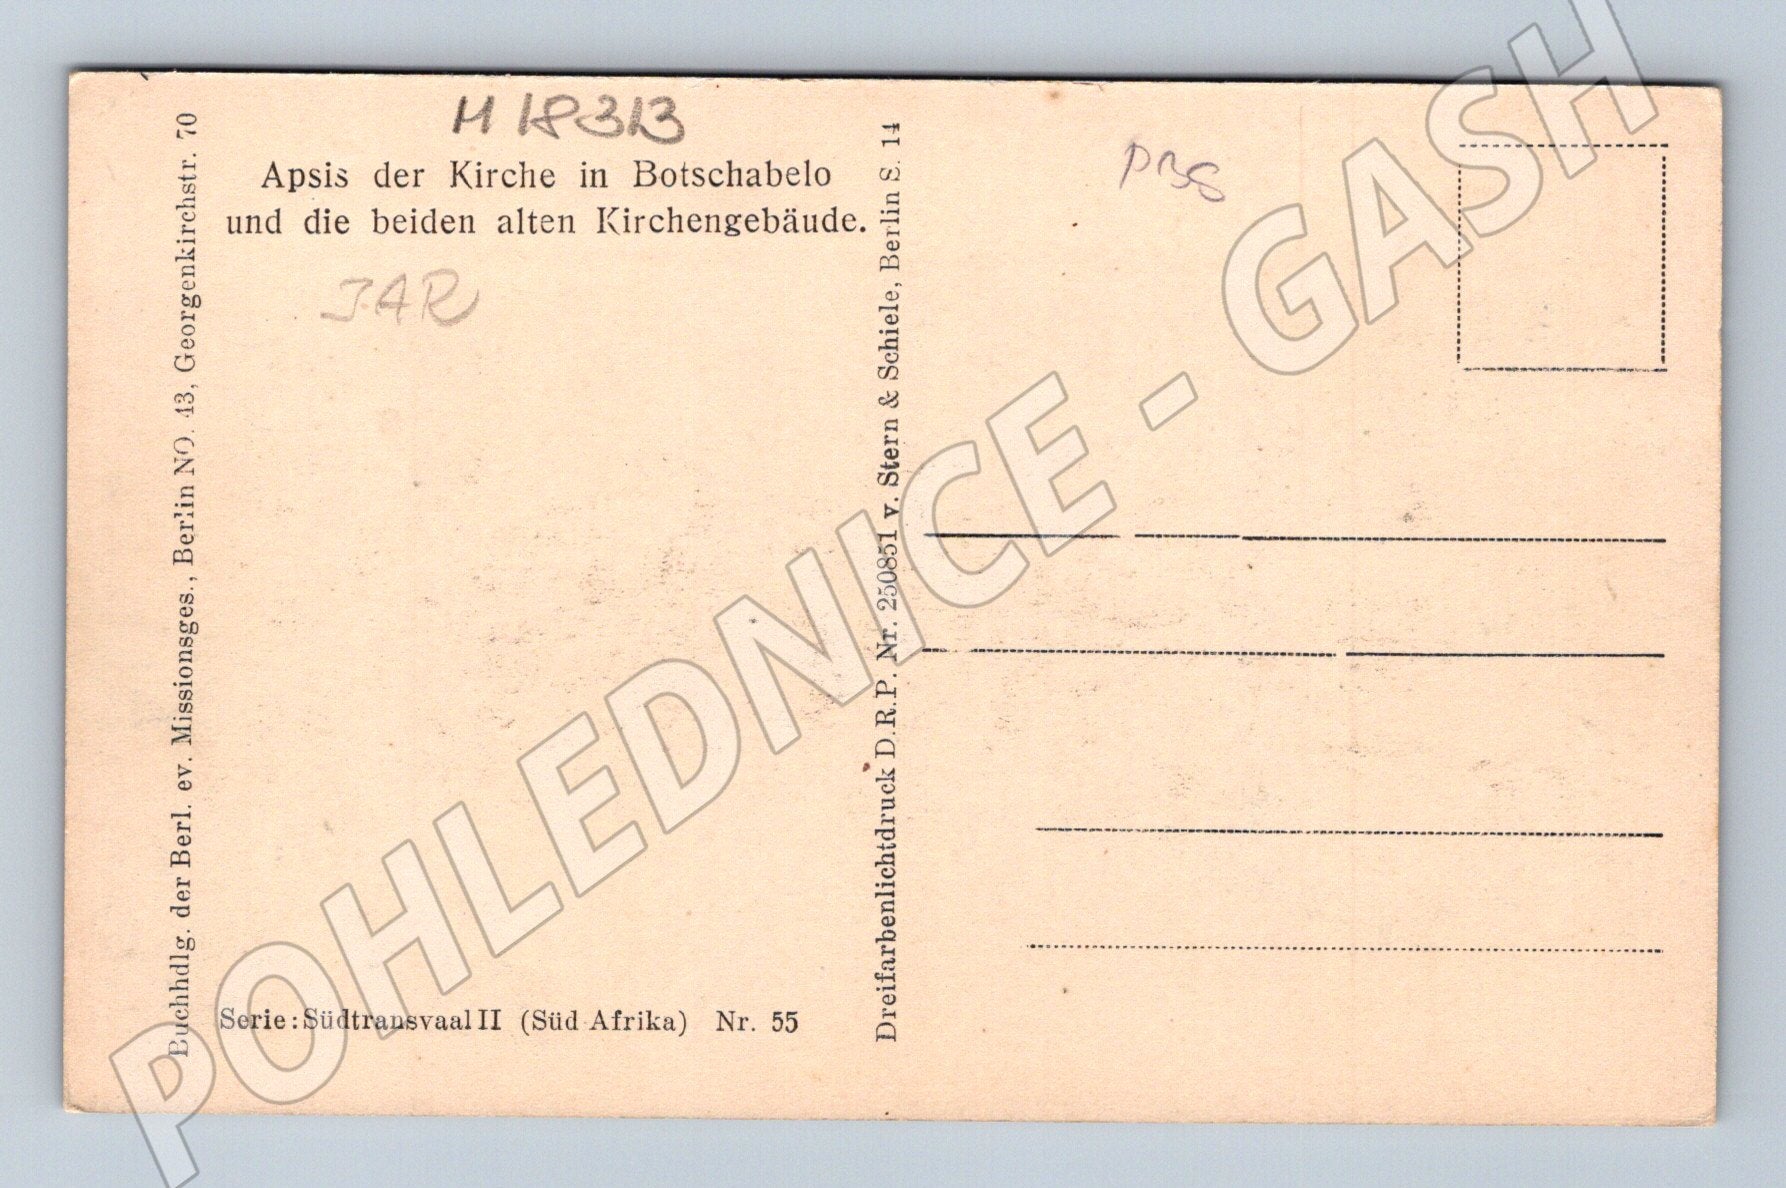 M 18313
Apsis der Kirche in Botschabelo
und die beiden alten Kirchengebäude.
JAR
Buchhdlg. der Berl. ev. Missionsges., Berlin NO. 43, Georgenkirchstr. 70
Serie: Südtransvaal II (Süd Afrika) Nr. 55
Dreifarbenlichtdruck D.R.P. Nr. 250851 v. Stern & Schiele, Berlin S. 14
POHLEDNICE - GASH